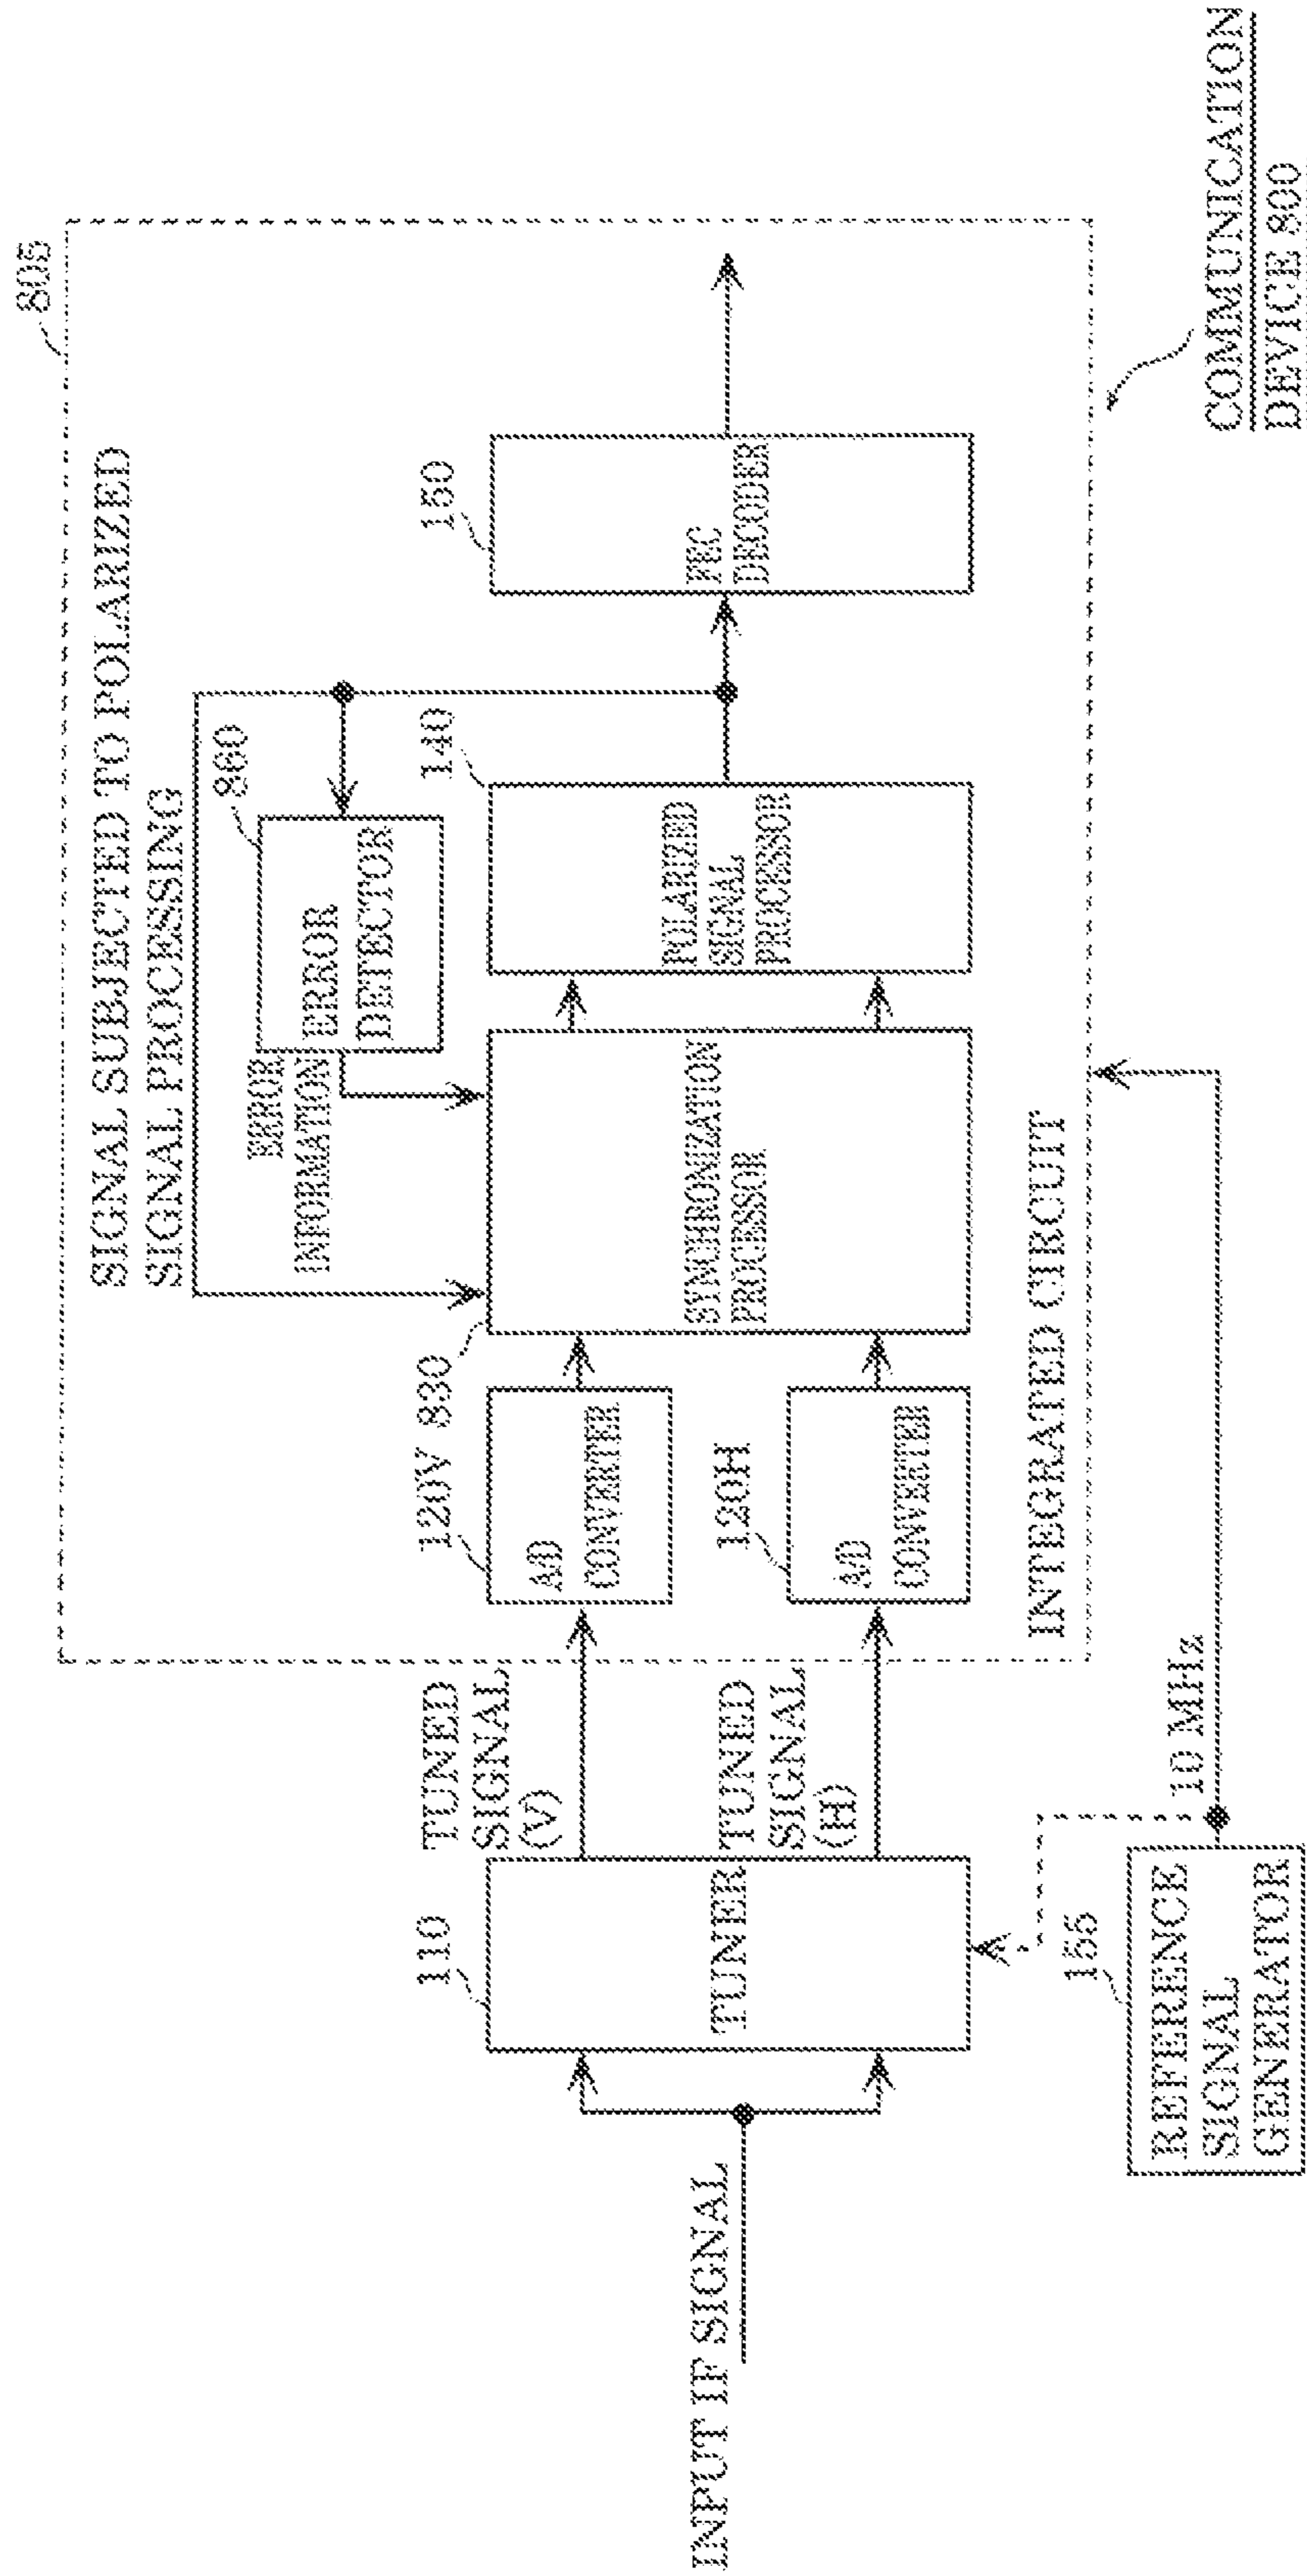 805
SIGNAL SUBJECTED TO POLARIZED
SIGNAL PROCESSING
860
ERROR
DETECTOR
ERROR
INFORMATION
INPUT IF SIGNAL
110
TUNER
TUNED
SIGNAL
(V)
TUNED
SIGNAL
(H)
120V
A/D
CONVERTER
120H
A/D
CONVERTER
830
SYNCHRONIZATION
PROCESSOR
140
POLARIZED
SIGNAL
PROCESSOR
150
FEC
DECODER
INTEGRATED CIRCUIT
155
REFERENCE
SIGNAL
GENERATOR
10 MHz
COMMUNICATION
DEVICE 800